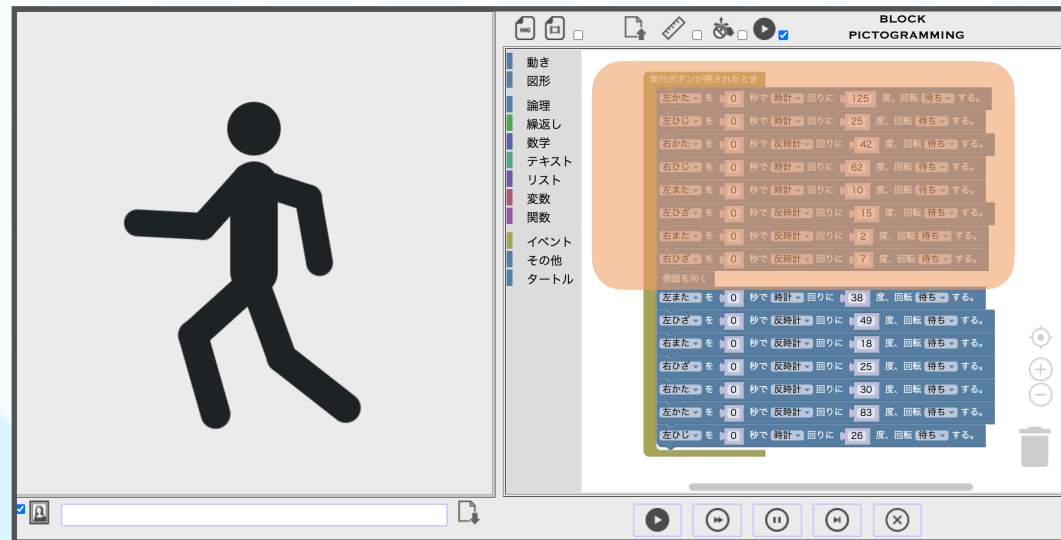 IMG
BLOCK
PICTOGRAMMING
動き
図形
論理
繰返し
数学
テキスト
リスト
変数
関数
イベント
その他
タートル
実行ボタンが押されたとき
左かた を 0 秒で 時計 回りに 125 度、回転 待ち する。
左ひじ を 0 秒で 時計 回りに 25 度、回転 待ち する。
右かた を 0 秒で 反時計 回りに 42 度、回転 待ち する。
右ひじ を 0 秒で 反時計 回りに 62 度、回転 待ち する。
左また を 0 秒で 時計 回りに 10 度、回転 待ち する。
左ひざ を 0 秒で 反時計 回りに 15 度、回転 待ち する。
右また を 0 秒で 反時計 回りに 2 度、回転 待ち する。
右ひざ を 0 秒で 反時計 回りに 7 度、回転 待ち する。
側面を向く
左また を 0 秒で 時計 回りに 38 度、回転 待ち する。
左ひざ を 0 秒で 反時計 回りに 49 度、回転 待ち する。
右また を 0 秒で 反時計 回りに 18 度、回転 待ち する。
右ひざ を 0 秒で 反時計 回りに 25 度、回転 待ち する。
右かた を 0 秒で 反時計 回りに 30 度、回転 待ち する。
左かた を 0 秒で 反時計 回りに 83 度、回転 待ち する。
左ひじ を 0 秒で 時計 回りに 26 度、回転 待ち する。